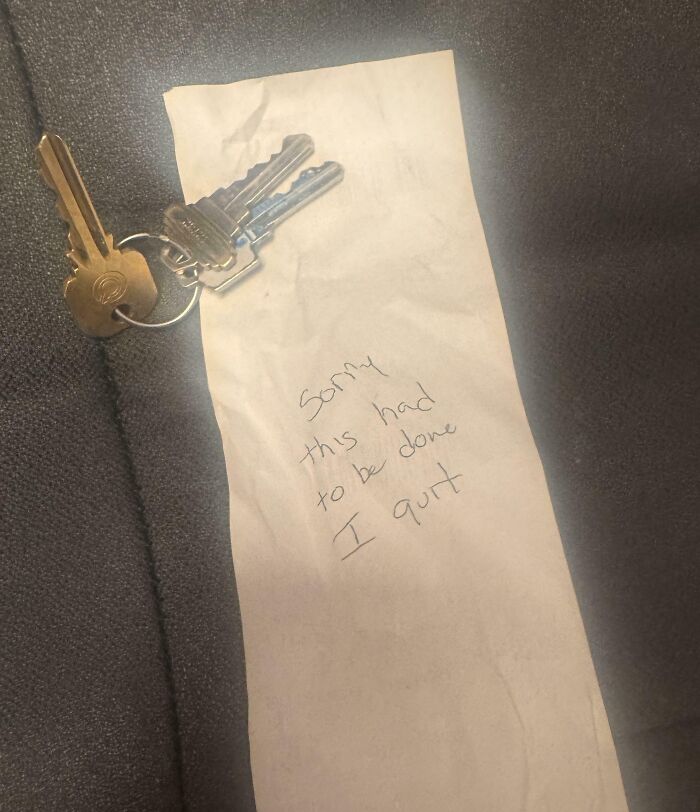 Sorry
this had
to be done
I quit